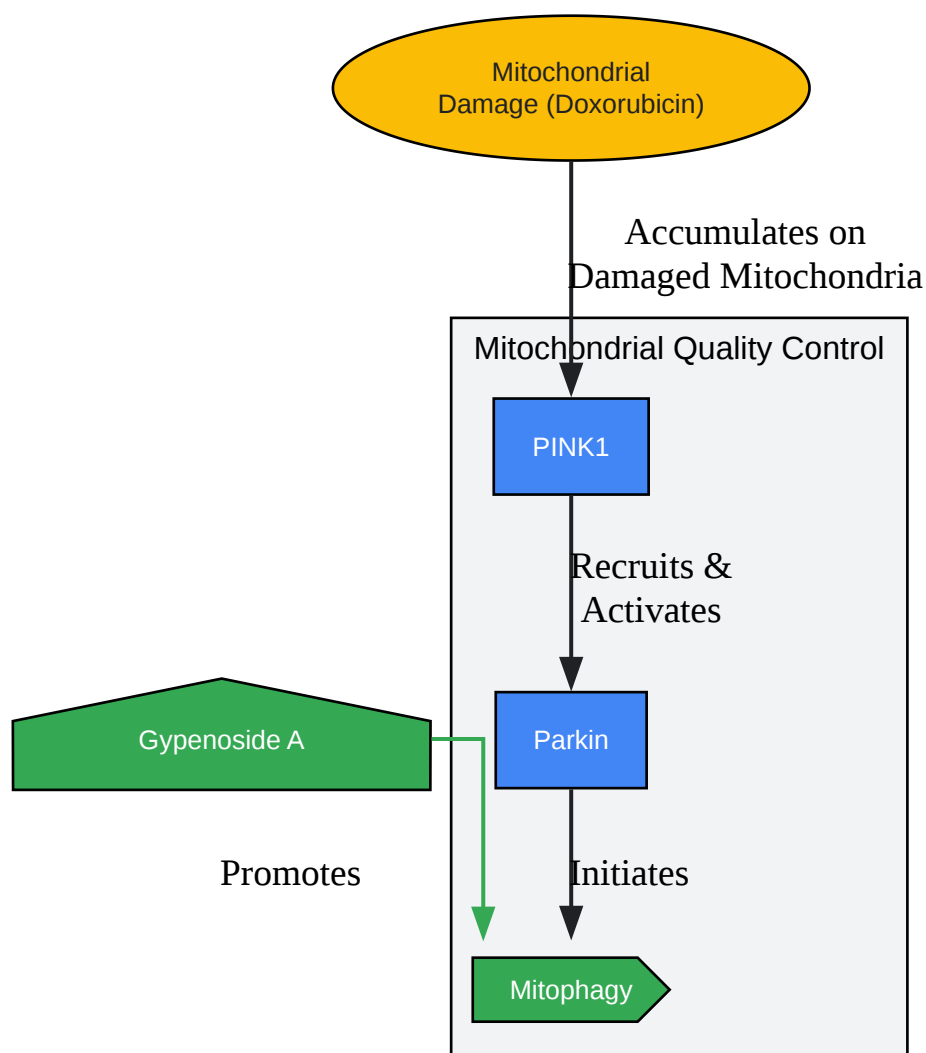 Mitochondrial
Damage (Doxorubicin)
Accumulates on
Damaged Mitochondria
Mitochondrial Quality Control
PINK1
Recruits &
Activates
Gypenoside A
Parkin
Promotes
Initiates
Mitophagy